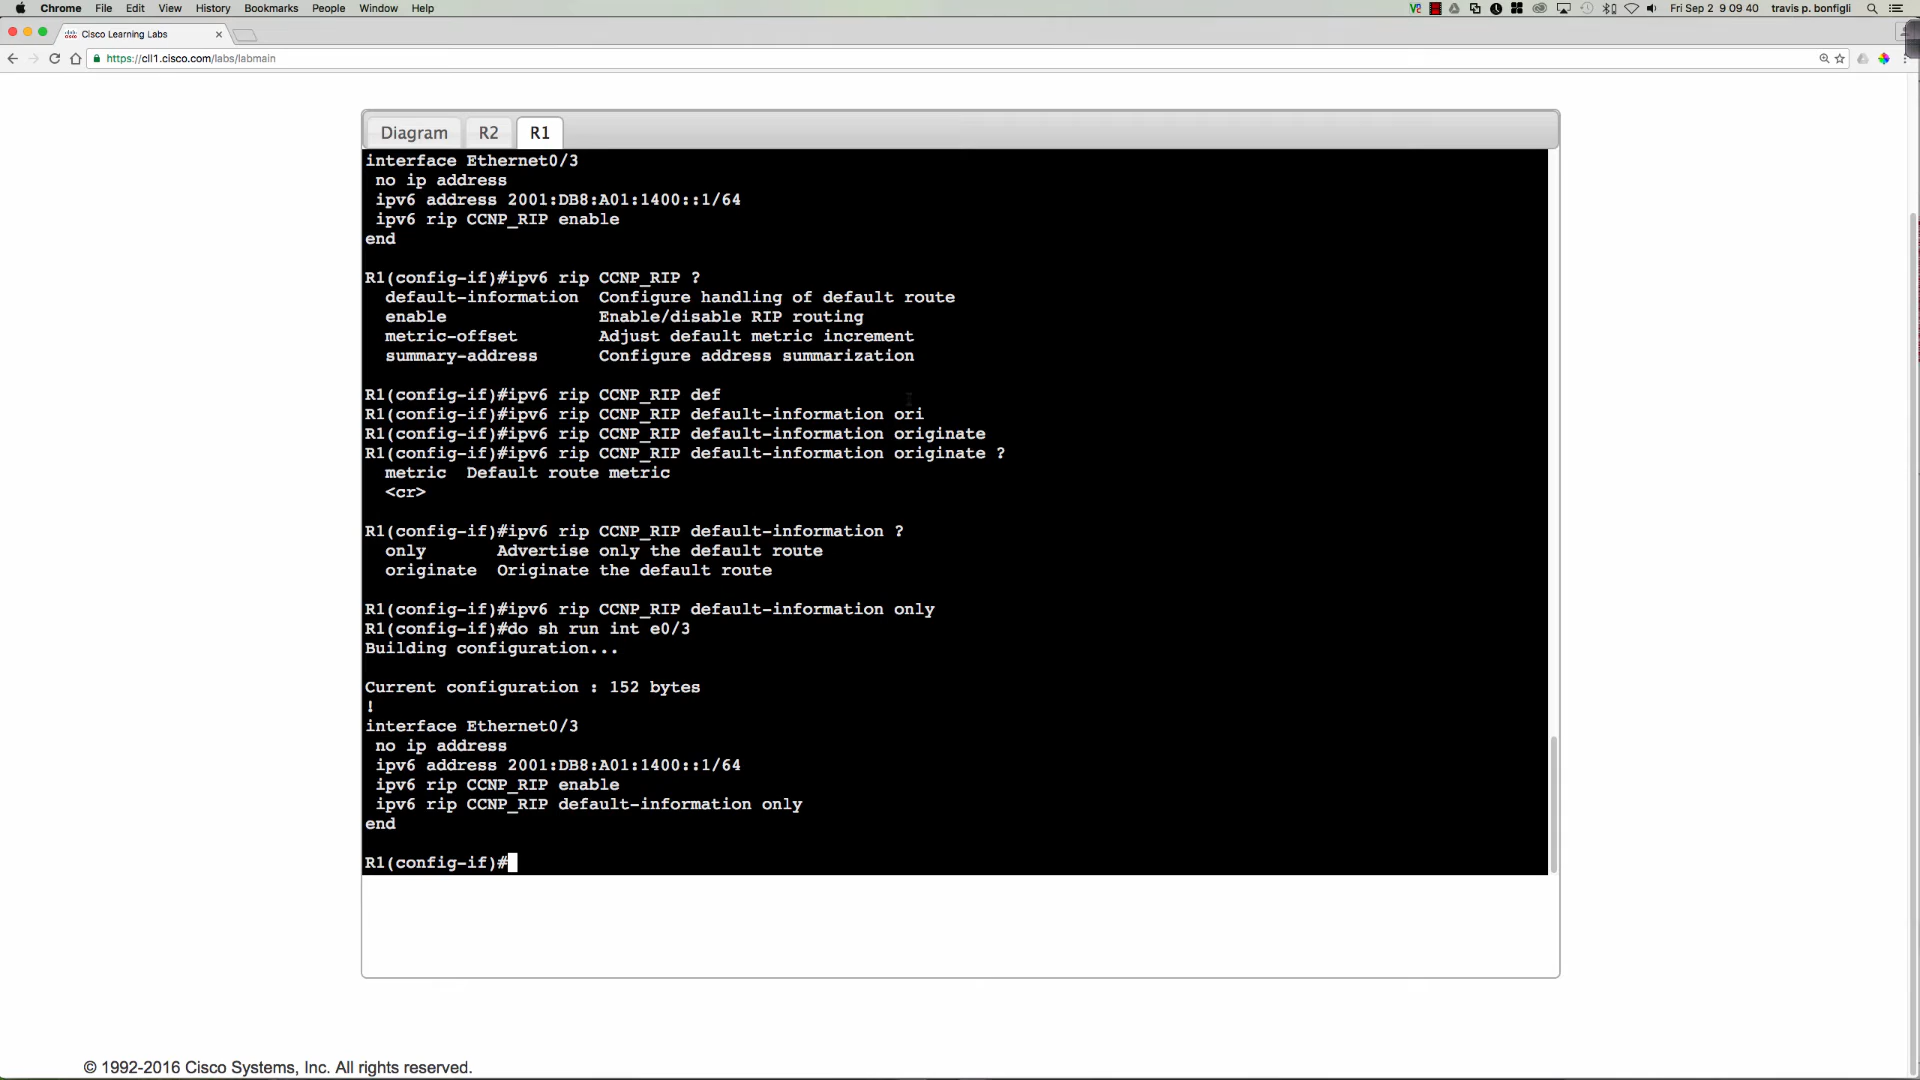 Chrome File Edit View History Bookmarks People Window Help Fri Sep 2 9 09 40 travis p. bonfigli
Cisco Learning Labs
https://cll1.cisco.com/labs/labmain
Diagram R2 R1
interface Ethernet0/3
no ip address
ipv6 address 2001:DB8:A01:1400::1/64
ipv6 rip CCNP_RIP enable
end
R1(config-if)#ipv6 rip CCNP_RIP ?
default-information Configure handling of default route
enable Enable/disable RIP routing
metric-offset Adjust default metric increment
summary-address Configure address summarization
R1(config-if)#ipv6 rip CCNP_RIP def
R1(config-if)#ipv6 rip CCNP_RIP default-information ori
R1(config-if)#ipv6 rip CCNP_RIP default-information originate
R1(config-if)#ipv6 rip CCNP_RIP default-information originate ?
metric Default route metric
<cr>
R1(config-if)#ipv6 rip CCNP_RIP default-information ?
only Advertise only the default route
originate Originate the default route
R1(config-if)#ipv6 rip CCNP_RIP default-information only
R1(config-if)#do sh run int e0/3
Building configuration...
Current configuration : 152 bytes
!
interface Ethernet0/3
no ip address
ipv6 address 2001:DB8:A01:1400::1/64
ipv6 rip CCNP_RIP enable
ipv6 rip CCNP_RIP default-information only
end
R1(config-if)#
© 1992-2016 Cisco Systems, Inc. All rights reserved.